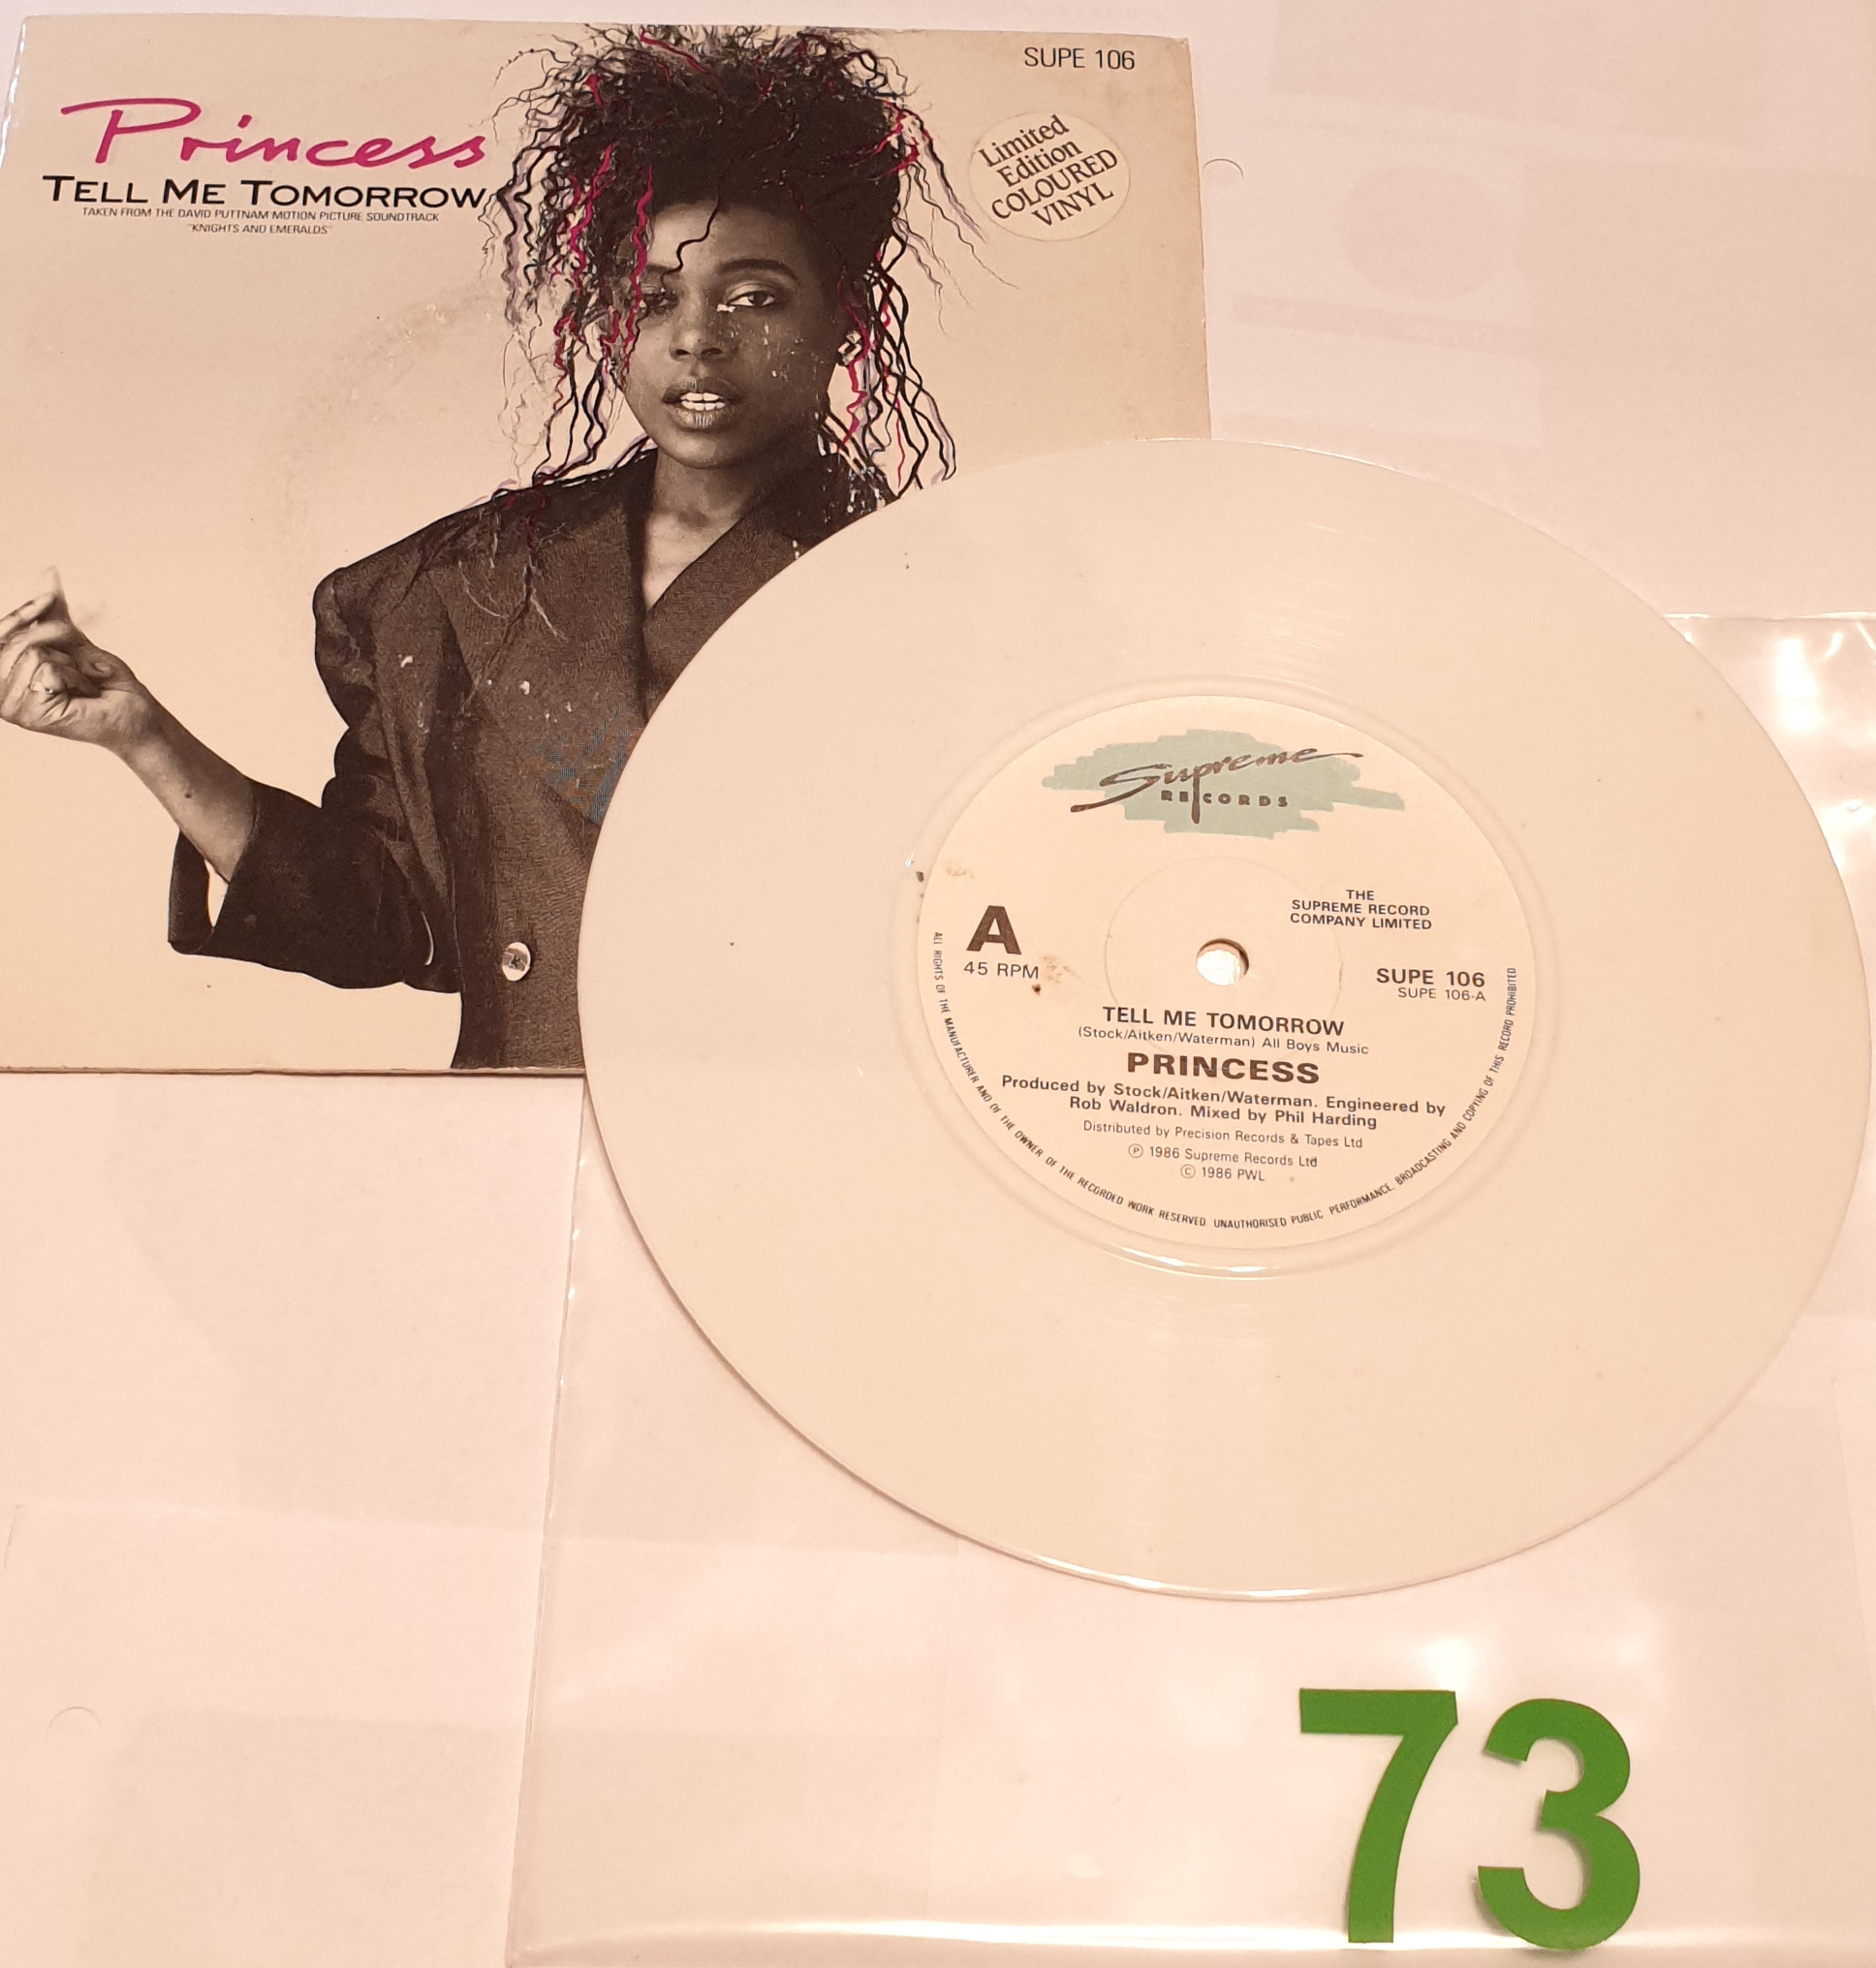 SUPE 106
Princess
TELL ME TOMORROW
TAKEN FROM THE DAVID PUTTNAM MOTION PICTURE SOUNDTRACK
"KNIGHTS AND EMERALDS"
Limited
Edition
COLOURED
VINYL
Supreme
RECORDS
THE
SUPREME RECORD
COMPANY LIMITED
A
45 RPM
SUPE 106
SUPE 106-A
TELL ME TOMORROW
(Stock/Aitken/Waterman) All Boys Music
PRINCESS
Produced by Stock/Aitken/Waterman. Engineered by
Rob Waldron. Mixed by Phil Harding
Distributed by Precision Records & Tapes Ltd
℗ 1986 Supreme Records Ltd
© 1986 PWL
ALL RIGHTS OF THE MANUFACTURER AND OF THE OWNER OF THE RECORDED WORK RESERVED. UNAUTHORISED PUBLIC PERFORMANCE, BROADCASTING AND COPYING OF THIS RECORD PROHIBITED
73